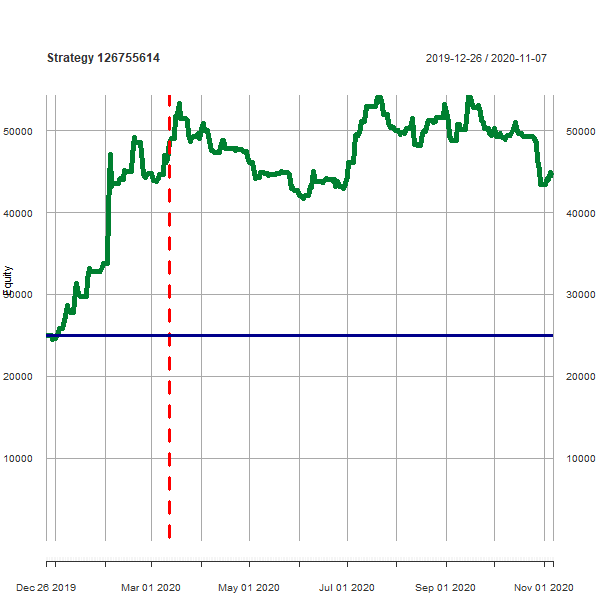 Strategy 126755614
2019-12-26 / 2020-11-07
50000
50000
40000
40000
Equity
30000
30000
20000
20000
10000
10000
Dec 26 2019
Mar 01 2020
May 01 2020
Jul 01 2020
Sep 01 2020
Nov 01 2020